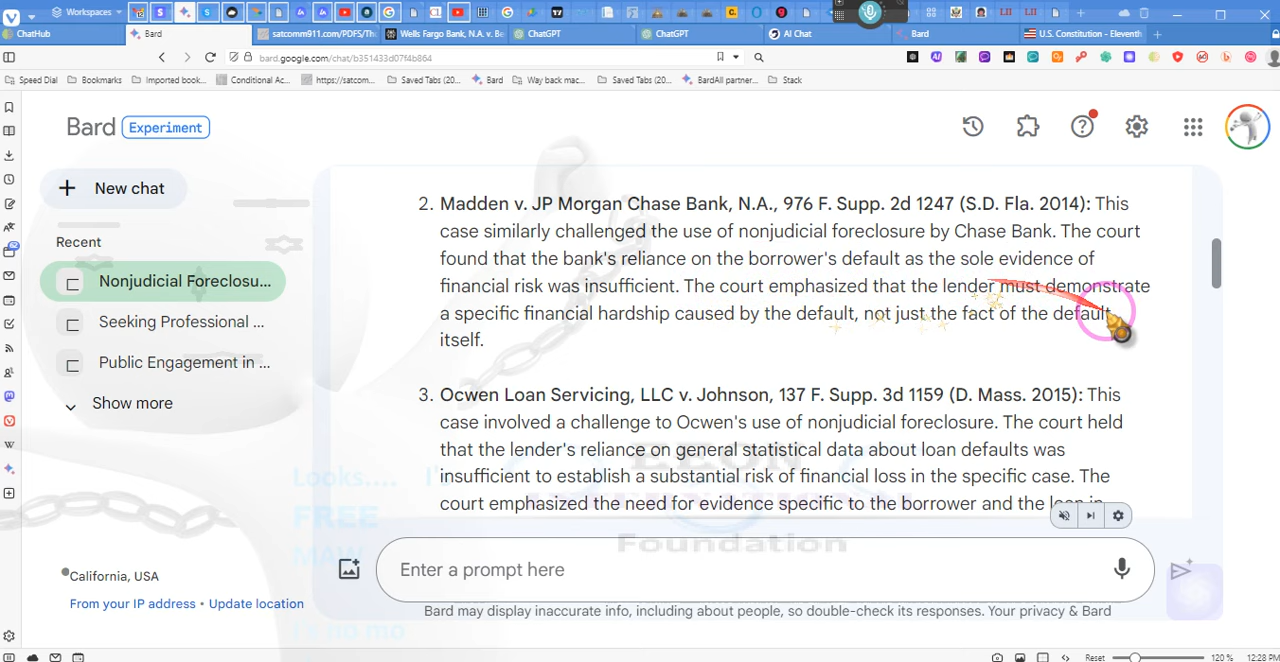 Workspaces
ChatHub
Bard
satcomm911.com/PDFS/Th
Wells Fargo Bank, N.A. v. Be
ChatGPT
ChatGPT
AI Chat
Bard
U.S. Constitution - Eleventh
bard.google.com/chat/b351433d07f4b864
Speed Dial
Bookmarks
Imported book...
Conditional Ac...
https://satcom...
Saved Tabs (20...
Bard
Way back mac...
Saved Tabs (20...
BardAll partner...
Stack
Bard
Experiment
New chat
Recent
Nonjudicial Foreclosu...
Seeking Professional ...
Public Engagement in ...
Show more
2. Madden v. JP Morgan Chase Bank, N.A., 976 F. Supp. 2d 1247 (S.D. Fla. 2014): This
case similarly challenged the use of nonjudicial foreclosure by Chase Bank. The court
found that the bank's reliance on the borrower's default as the sole evidence of
financial risk was insufficient. The court emphasized that the lender must demonstrate
a specific financial hardship caused by the default, not just the fact of the default
itself.
3. Ocwen Loan Servicing, LLC v. Johnson, 137 F. Supp. 3d 1159 (D. Mass. 2015): This
case involved a challenge to Ocwen's use of nonjudicial foreclosure. The court held
that the lender's reliance on general statistical data about loan defaults was
insufficient to establish a substantial risk of financial loss in the specific case. The
court emphasized the need for evidence specific to the borrower and the loan in
EEON
INTERNATIONAL
Foundation
Looks.... I'
FREE
MAW
I's no mo
Enter a prompt here
Bard may display inaccurate info, including about people, so double-check its responses. Your privacy & Bard
California, USA
From your IP address • Update location
Reset
120 %
12:28 PM